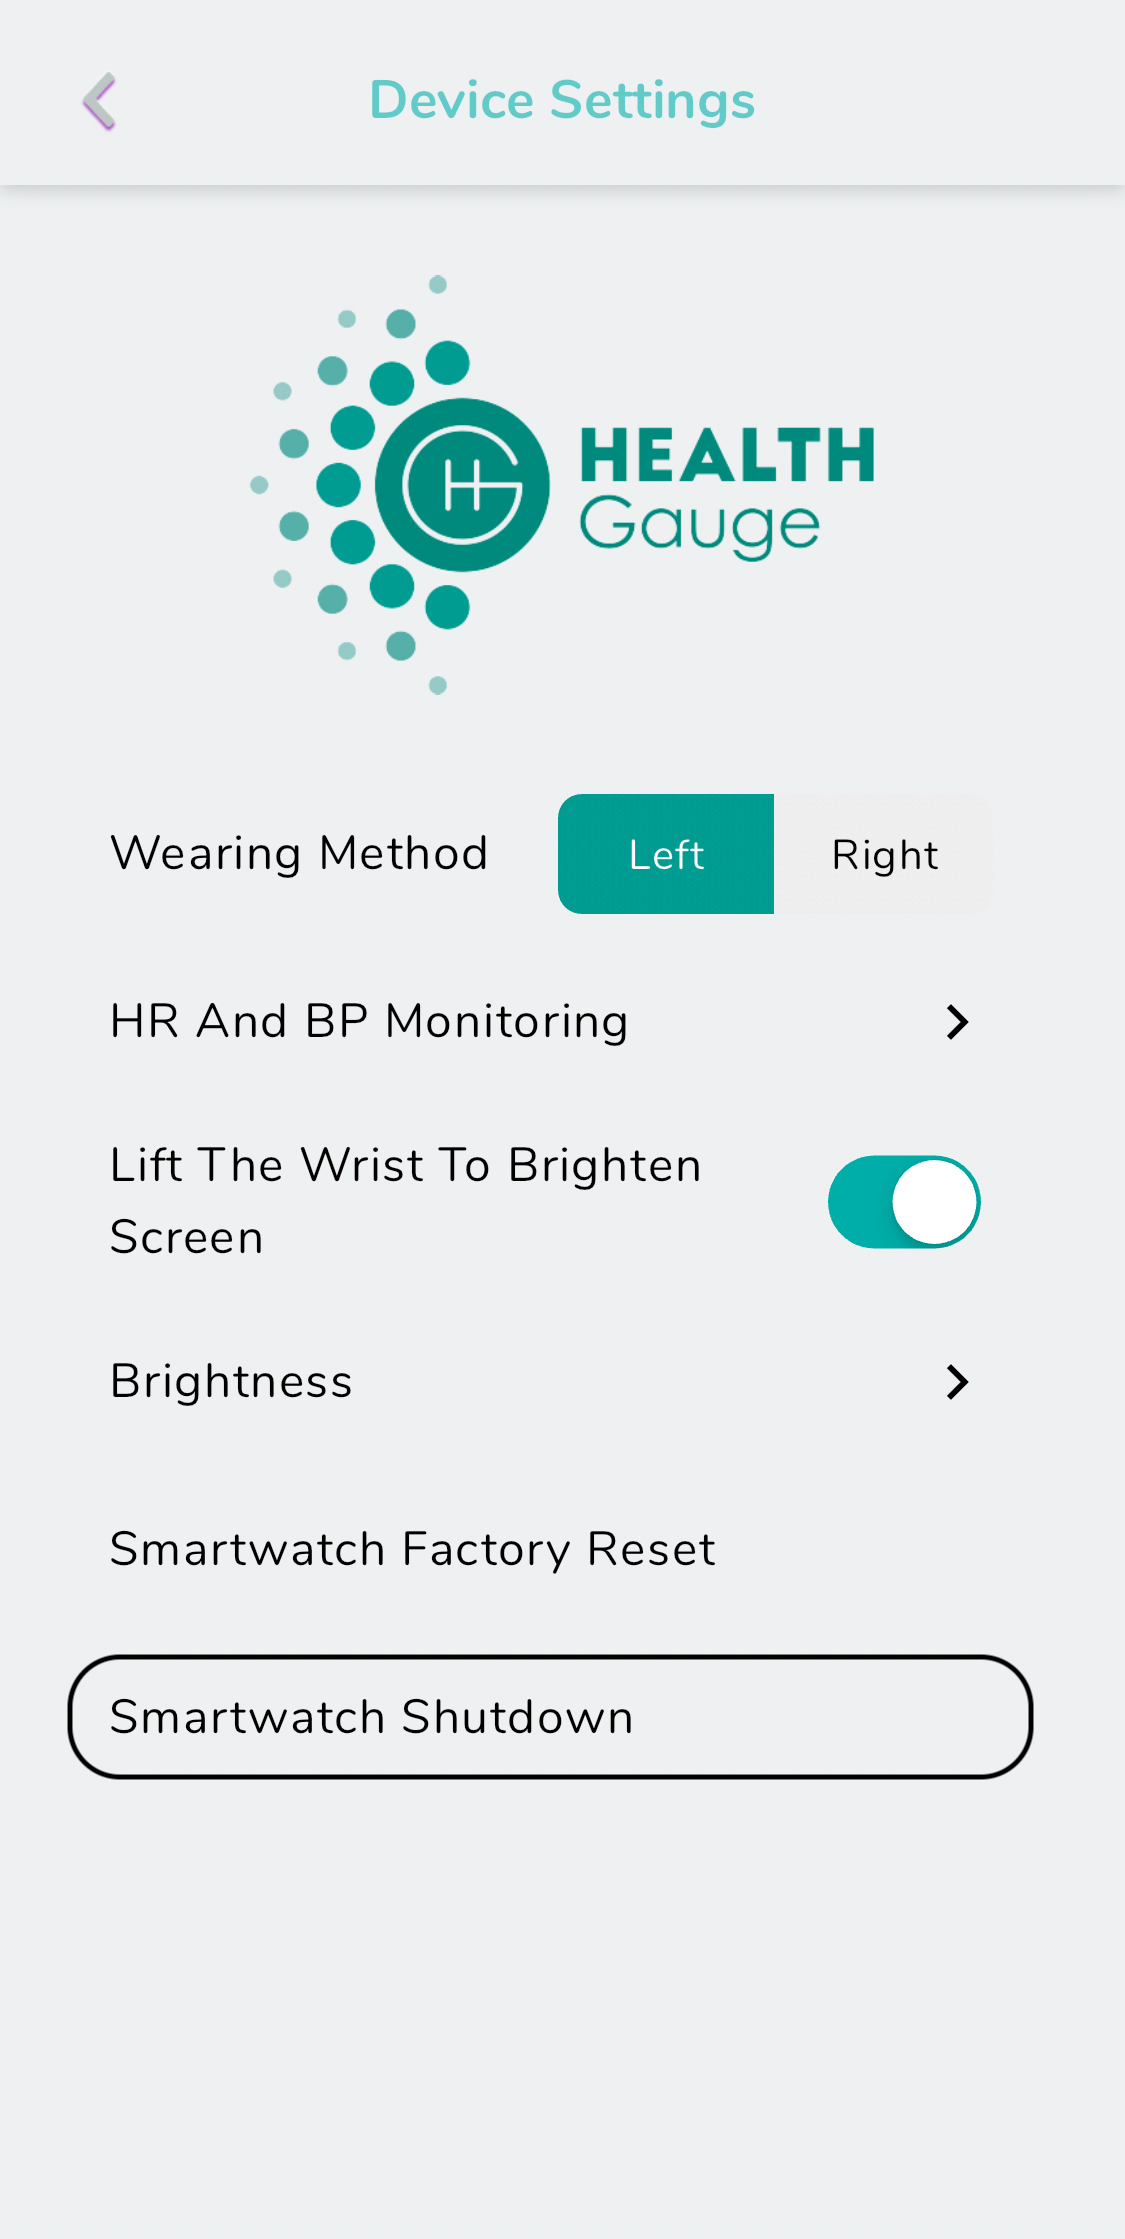 Device Settings
HEALTH
Gauge
Wearing Method
Left
Right
HR And BP Monitoring
Lift The Wrist To Brighten
Screen
Brightness
Smartwatch Factory Reset
Smartwatch Shutdown